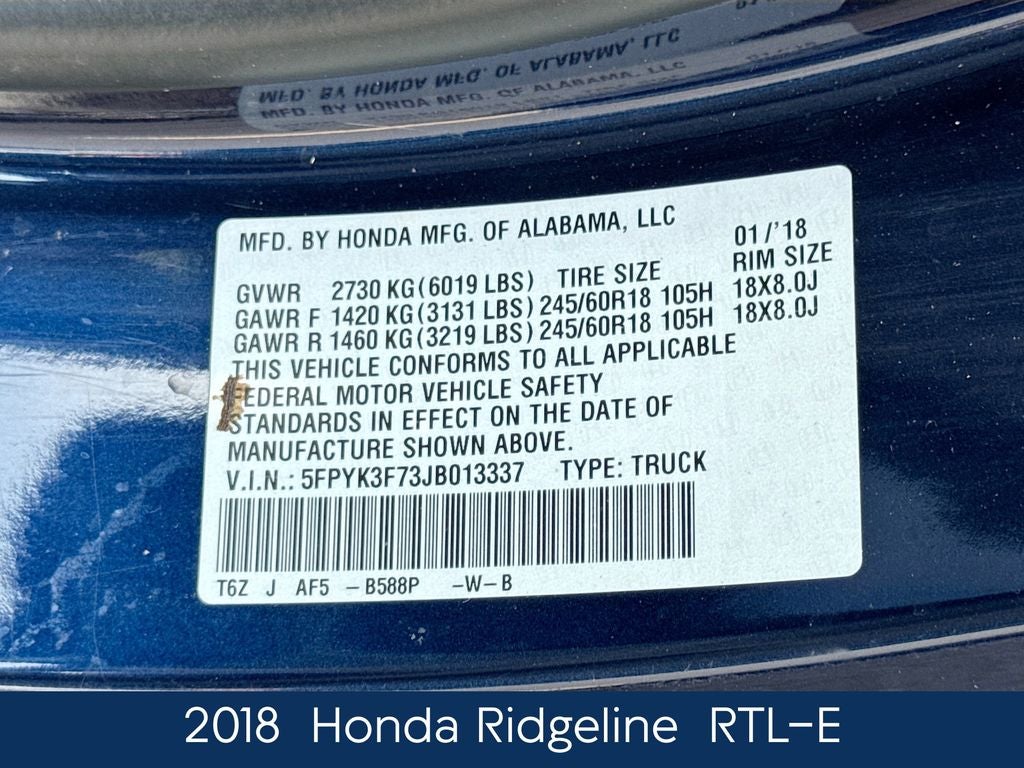 MFD. BY HONDA MFG. OF ALABAMA, LLC
MFD. BY HONDA MFG. OF ALABAMA, LLC
MFD. BY HONDA MFG. OF ALABAMA, LLC 01/'18
GVWR 2730 KG(6019 LBS) TIRE SIZE RIM SIZE
GAWR F 1420 KG(3131 LBS) 245/60R18 105H 18X8.0J
GAWR R 1460 KG(3219 LBS) 245/60R18 105H 18X8.0J
THIS VEHICLE CONFORMS TO ALL APPLICABLE
FEDERAL MOTOR VEHICLE SAFETY
STANDARDS IN EFFECT ON THE DATE OF
MANUFACTURE SHOWN ABOVE.
V.I.N.: 5FPYK3F73JB013337 TYPE: TRUCK
T6Z J AF5 -B588P -W-B
2018 Honda Ridgeline RTL-E